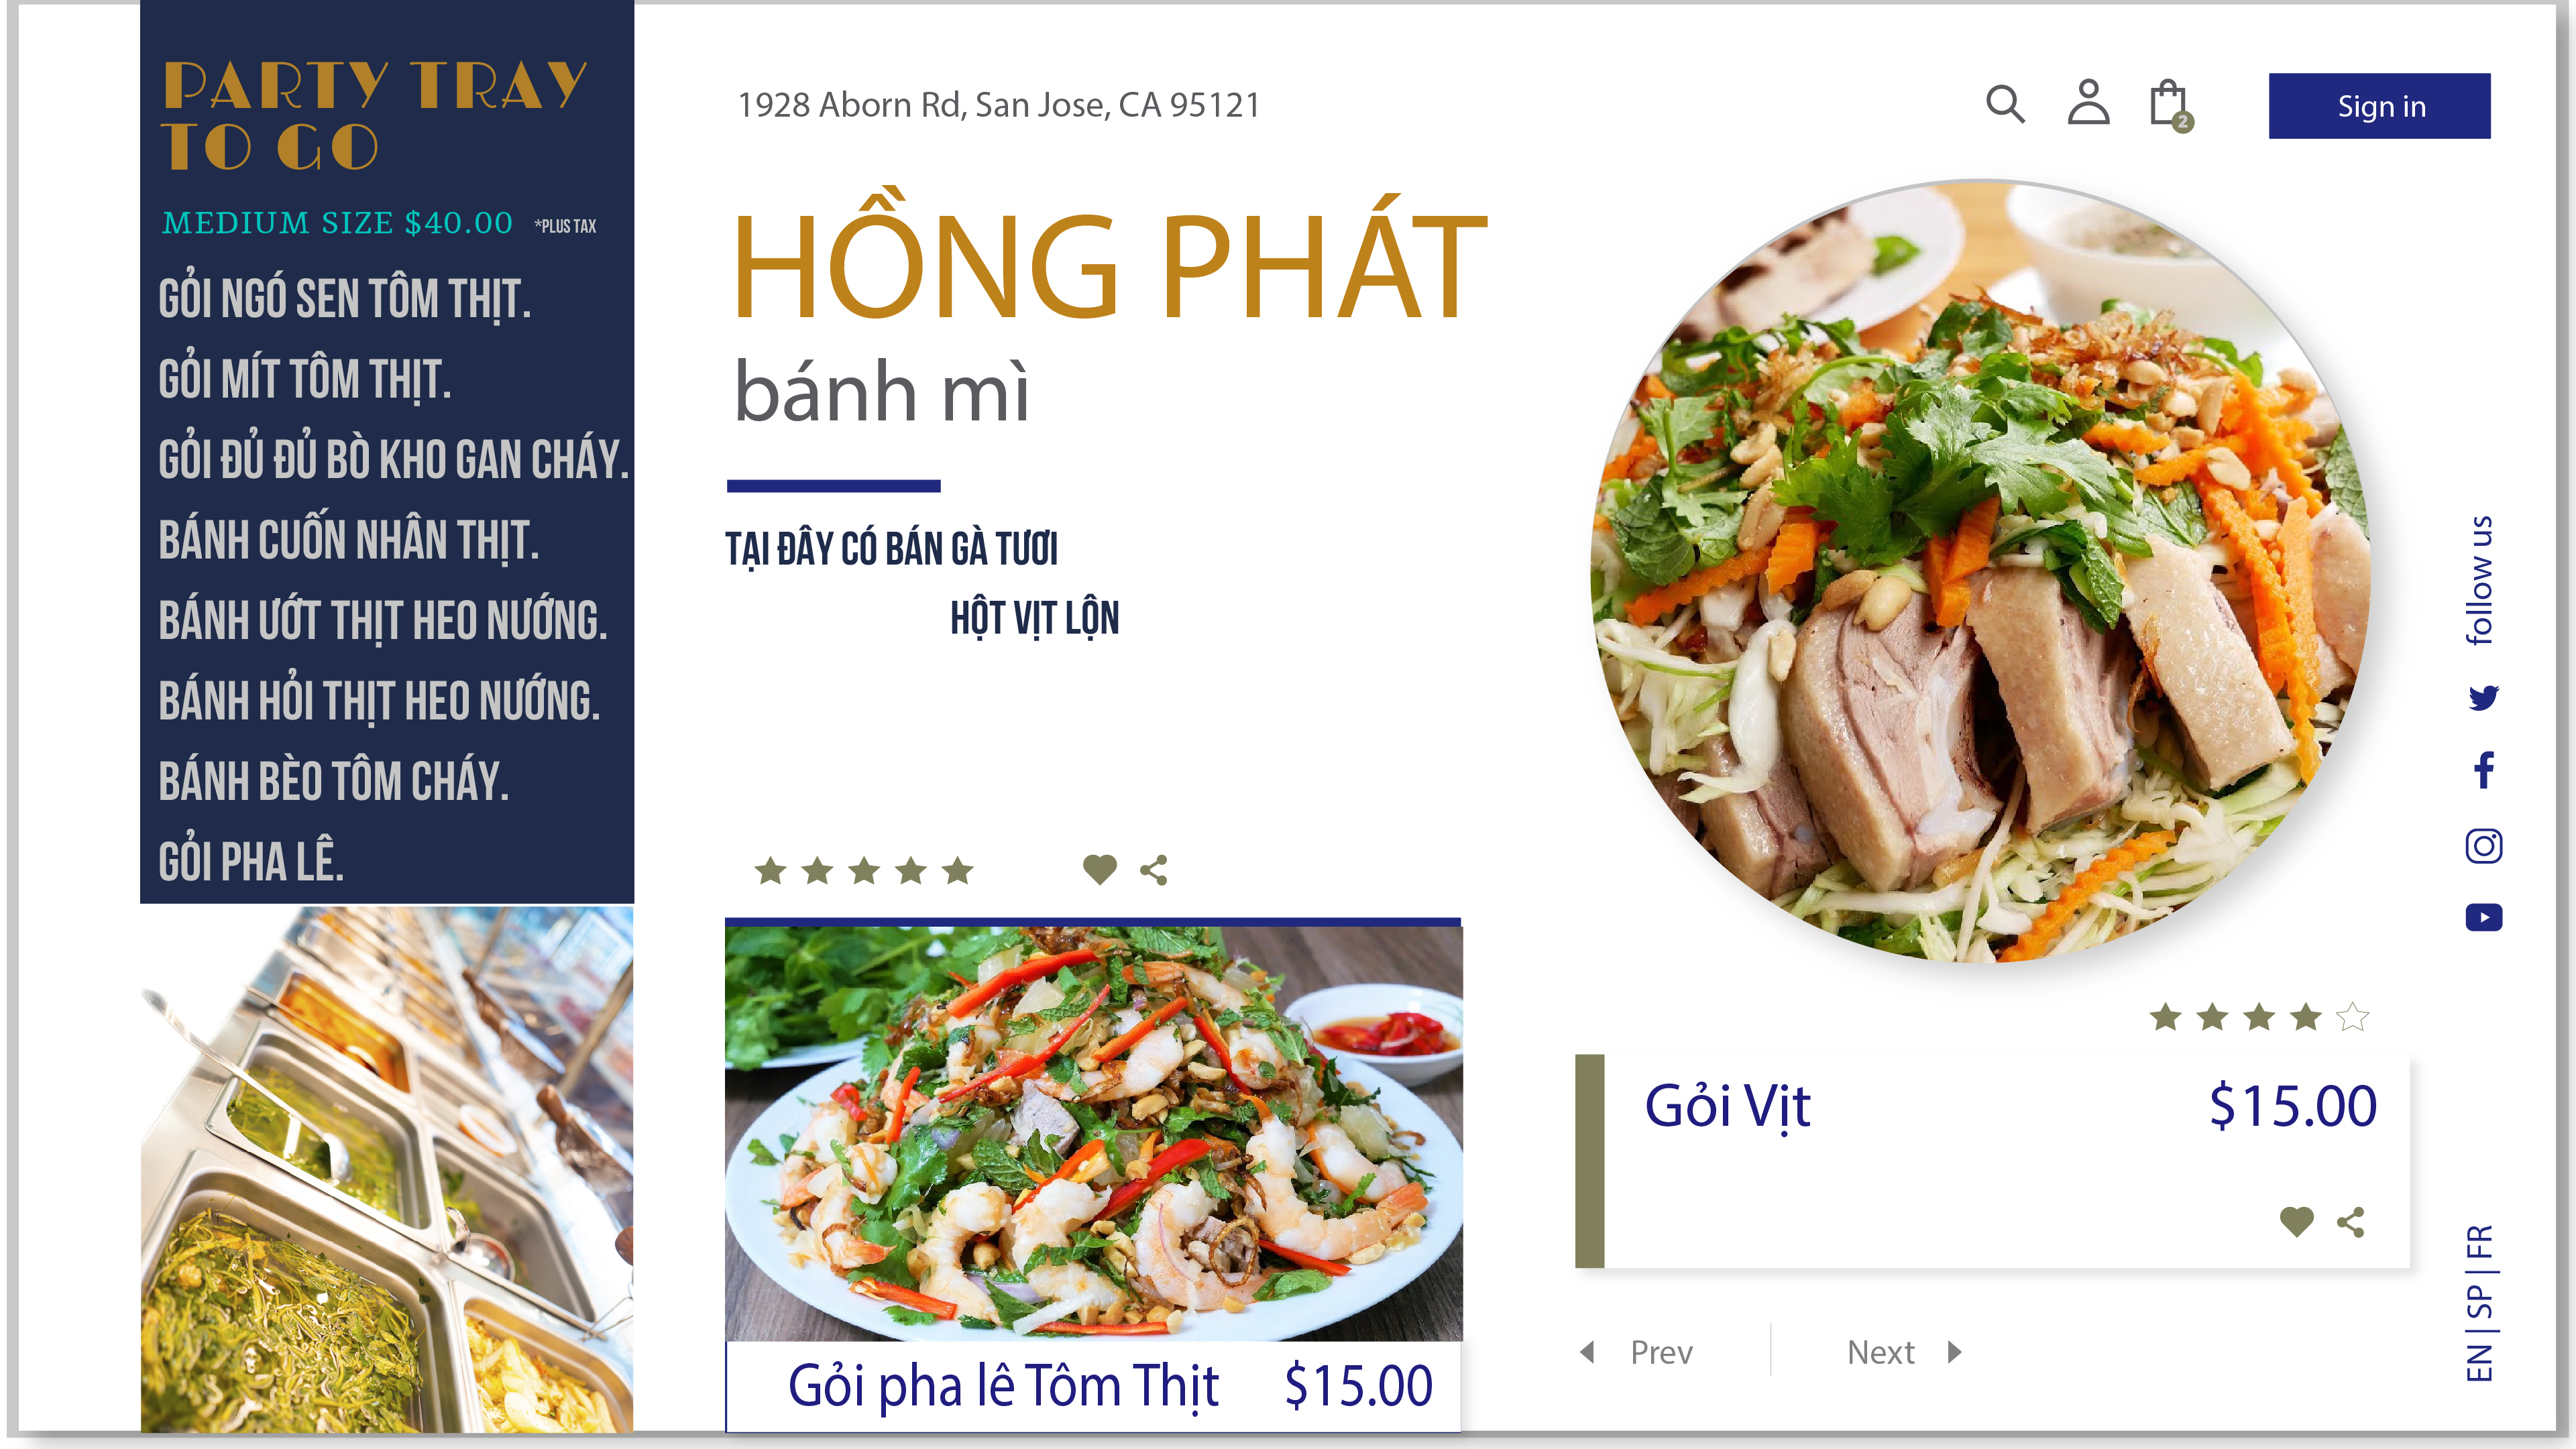 PARTY TRAY
TO GO
MEDIUM SIZE $40.00 *PLUS TAX
GỎI NGÓ SEN TÔM THỊT.
GỎI MÍT TÔM THỊT.
GỎI ĐỦ ĐỦ BÒ KHO GAN CHÁY.
BÁNH CUỐN NHÂN THỊT.
BÁNH ƯỚT THỊT HEO NƯỚNG.
BÁNH HỎI THỊT HEO NƯỚNG.
BÁNH BÈO TÔM CHÁY.
GỎI PHA LÊ.
1928 Aborn Rd, San Jose, CA 95121
2
Sign in
HỒNG PHÁT
bánh mì
TẠI ĐÂY CÓ BÁN GÀ TƯƠI
HỘT VỊT LỘN
Gỏi pha lê Tôm Thịt $15.00
Gỏi Vịt $15.00
Prev Next
follow us
EN | SP | FR